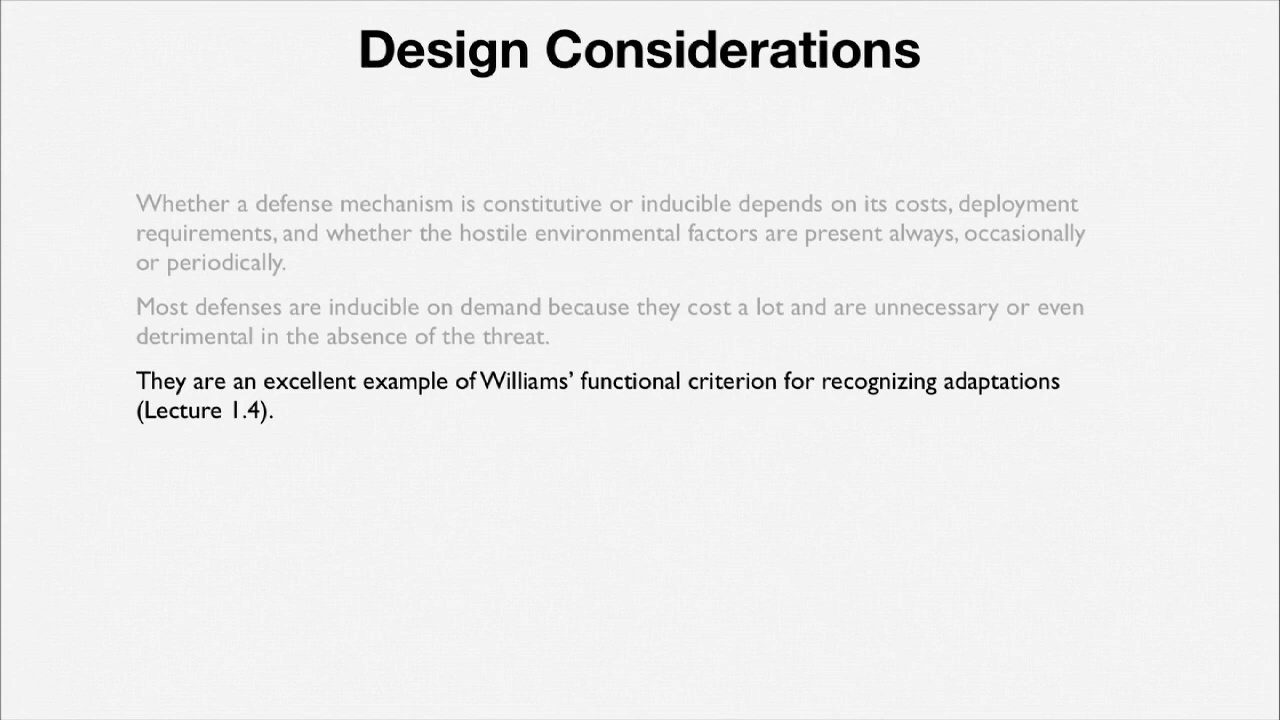 Design Considerations
Whether a defense mechanism is constitutive or inducible depends on its costs, deployment
requirements, and whether the hostile environmental factors are present always, occasionally
or periodically.
Most defenses are inducible on demand because they cost a lot and are unnecessary or even
detrimental in the absence of the threat.
They are an excellent example of Williams’ functional criterion for recognizing adaptations
(Lecture 1.4).